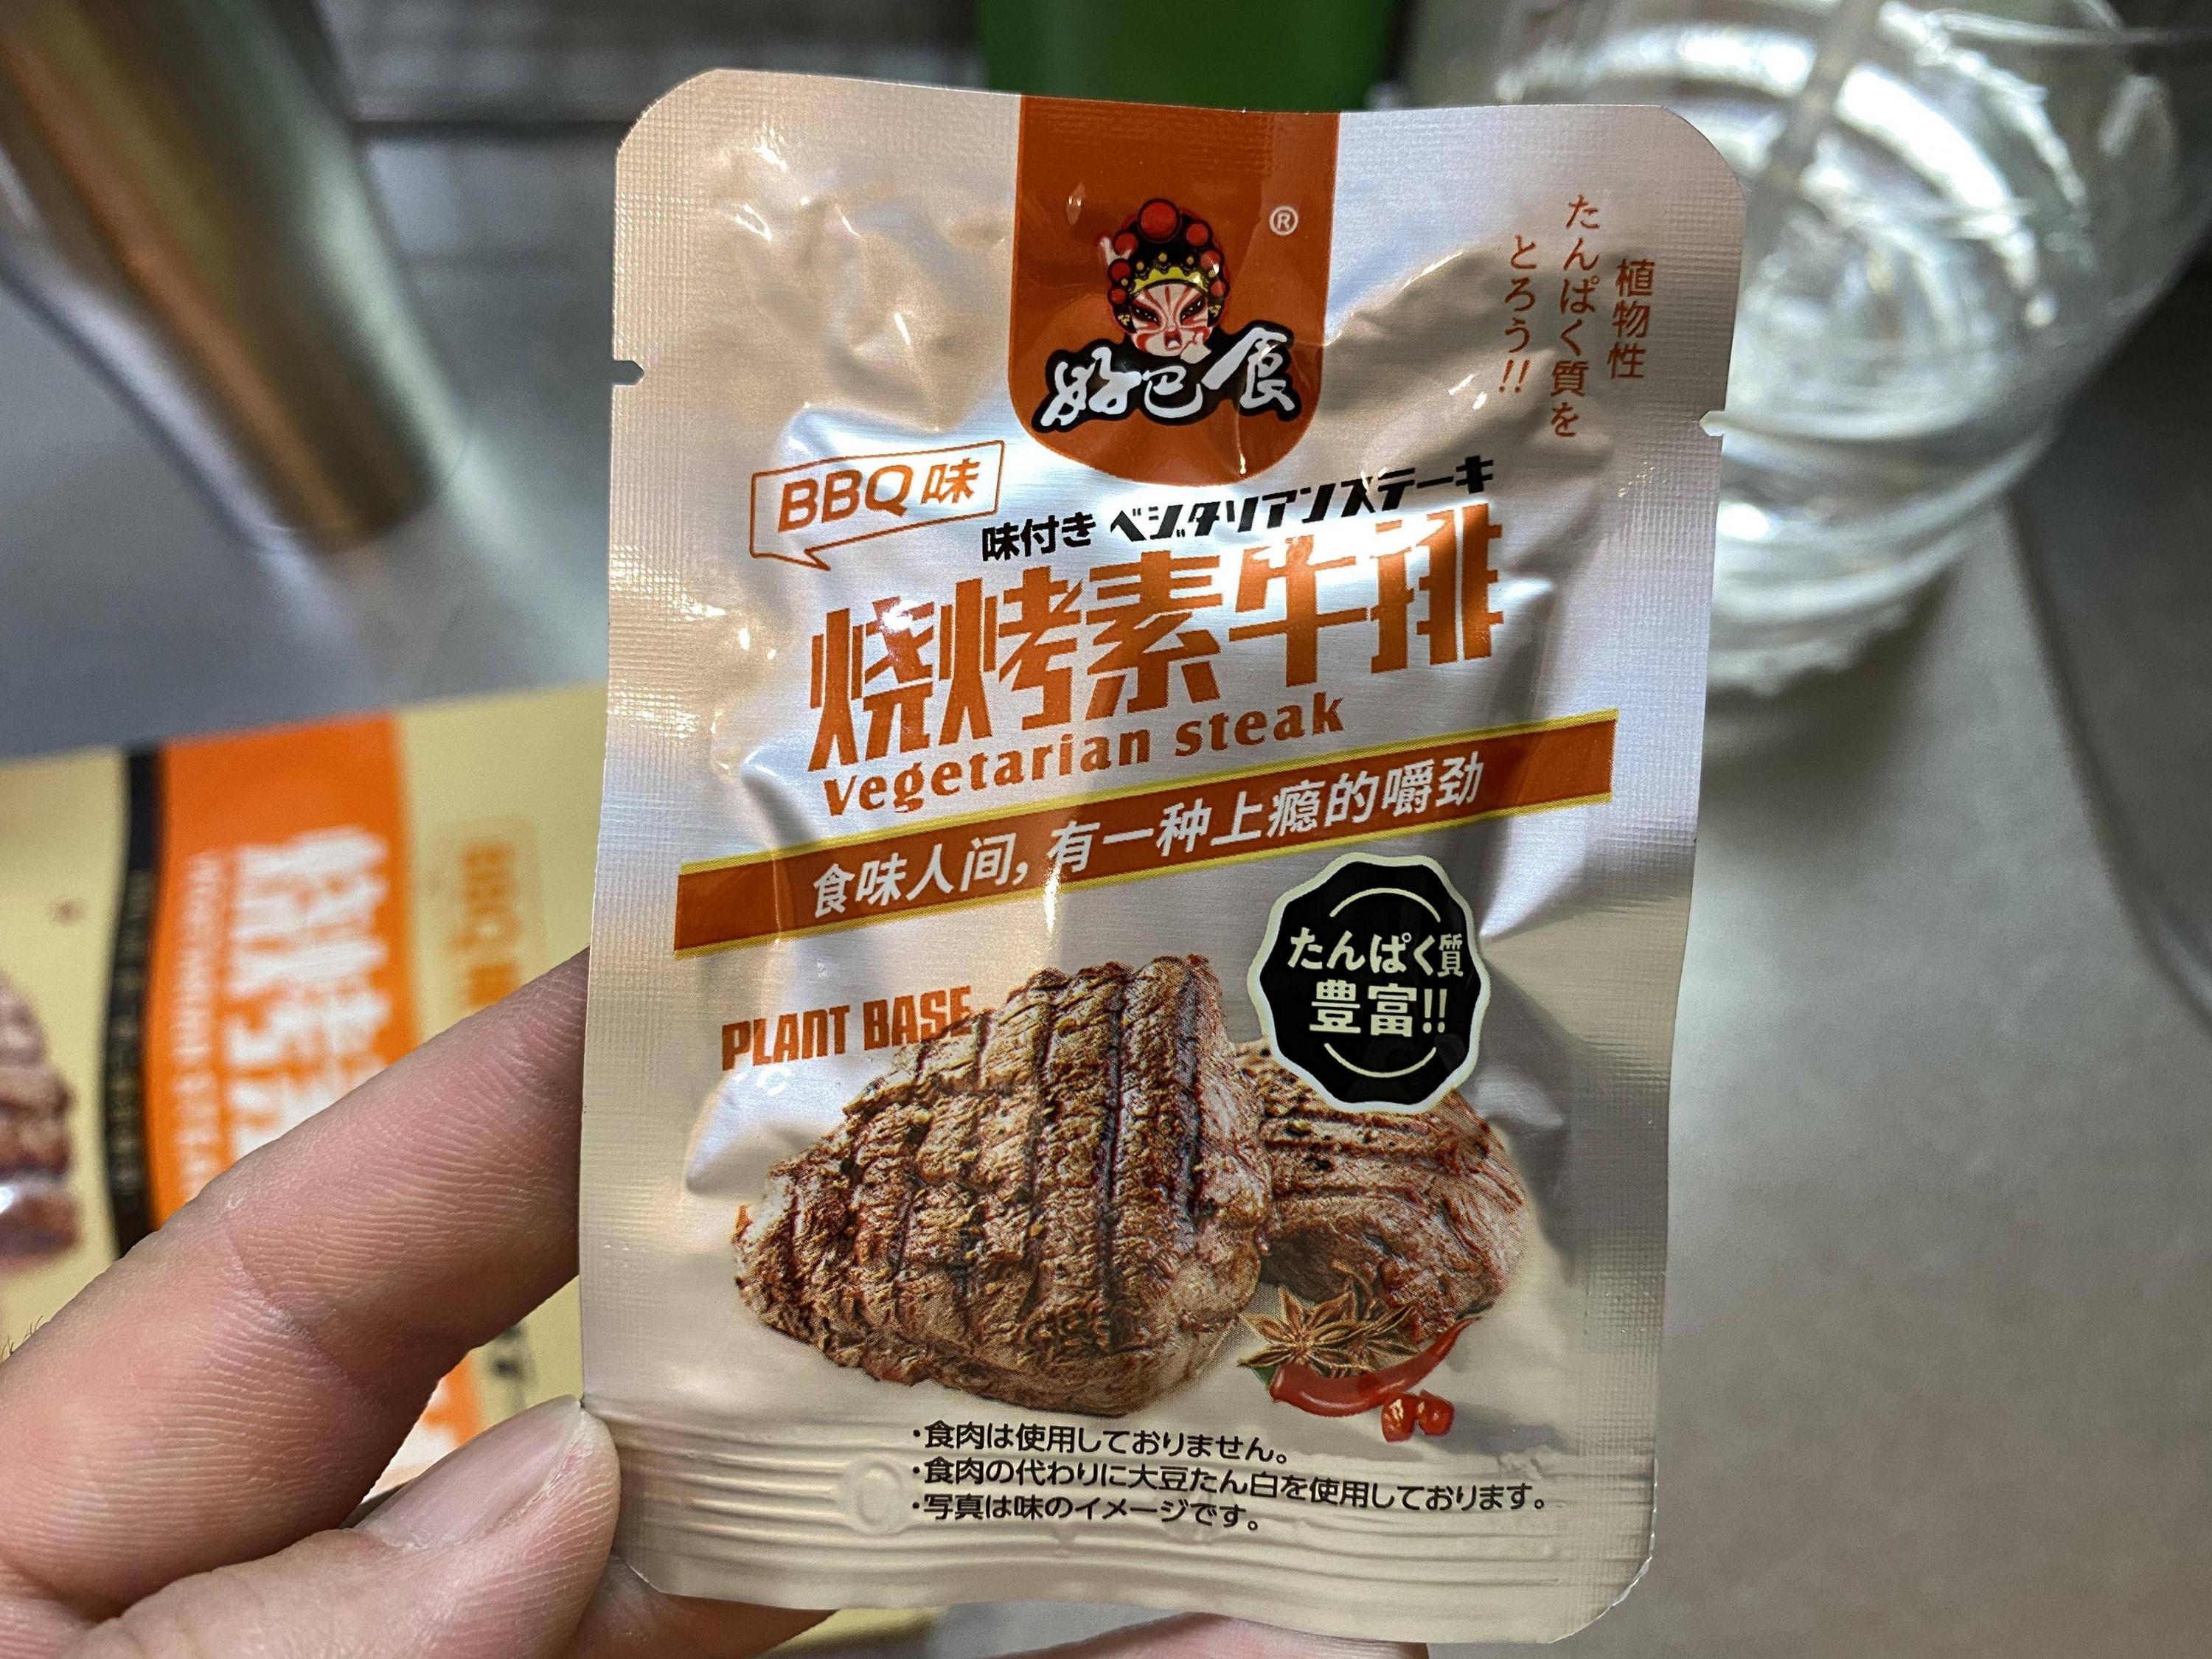 ®
好巴食
植物性
たんぱく質を
とろう!!
BBQ味
味付き ベジタリアンステーキ
烧烤素牛排
vegetarian steak
食味人间，有一种上瘾的嚼劲
たんぱく質
豊富!!
PLANT BASE
・食肉は使用しておりません。
・食肉の代わりに大豆たん白を使用しております。
・写真は味のイメージです。
烧烤
BBQ